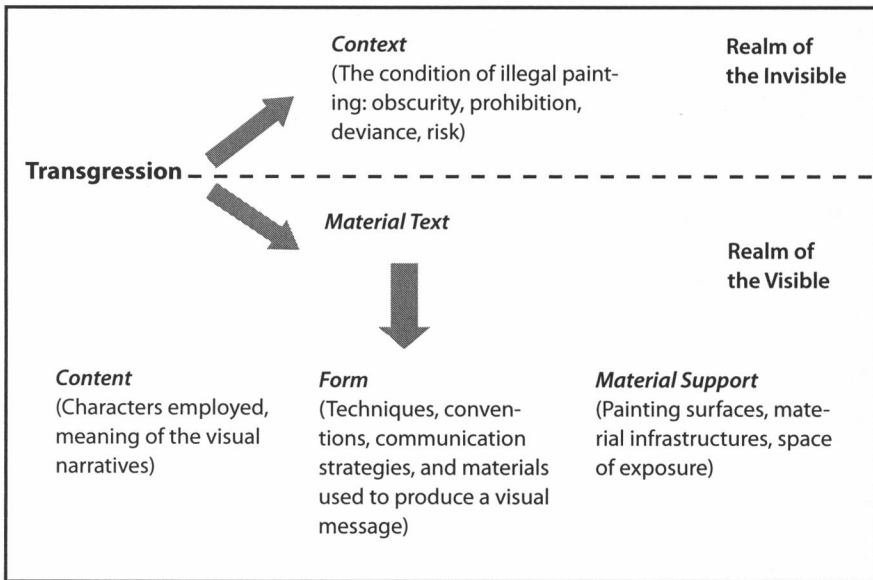 Context
(The condition of illegal paint-
ing: obscurity, prohibition,
deviance, risk)
Realm of
the Invisible
Transgression
Material Text
Realm of
the Visible
Content
(Characters employed,
meaning of the visual
narratives)
Form
(Techniques, conven-
tions, communication
strategies, and materials
used to produce a visual
message)
Material Support
(Painting surfaces, mate-
rial infrastructures, space
of exposure)